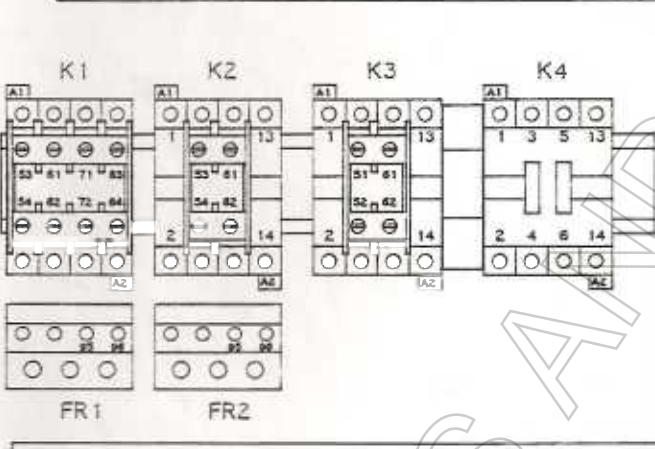 K1 K2 K3 K4
A1 A1 A1 A1
1 13 1 13 1 3 5 13
53 61 71 83 53 61 51 61
54 62 72 84 54 62 52 62
2 14 2 14 2 4 6 14
A2 A2 A2 A2
95 96 95 96
FR1 FR2
S AND